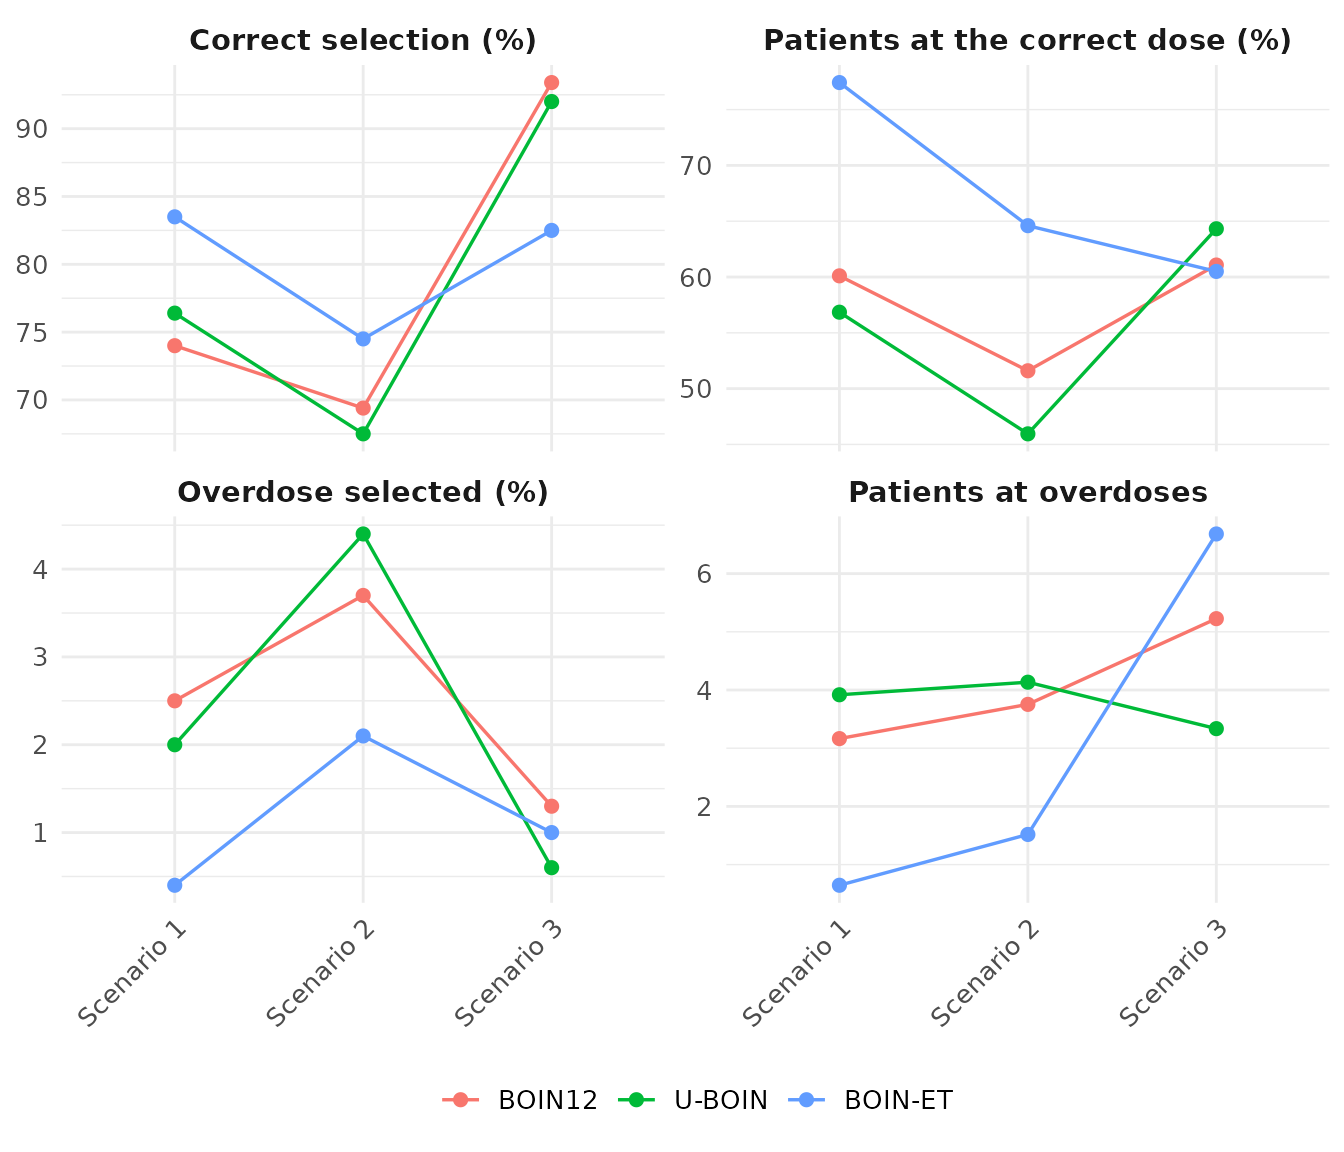 Correct selection (%)
Patients at the correct dose (%)
90
85
80
75
70
70
60
50
Overdose selected (%)
Patients at overdoses
4
3
2
1
6
4
2
Scenario 1
Scenario 2
Scenario 3
Scenario 1
Scenario 2
Scenario 3
BOIN12
U-BOIN
BOIN-ET